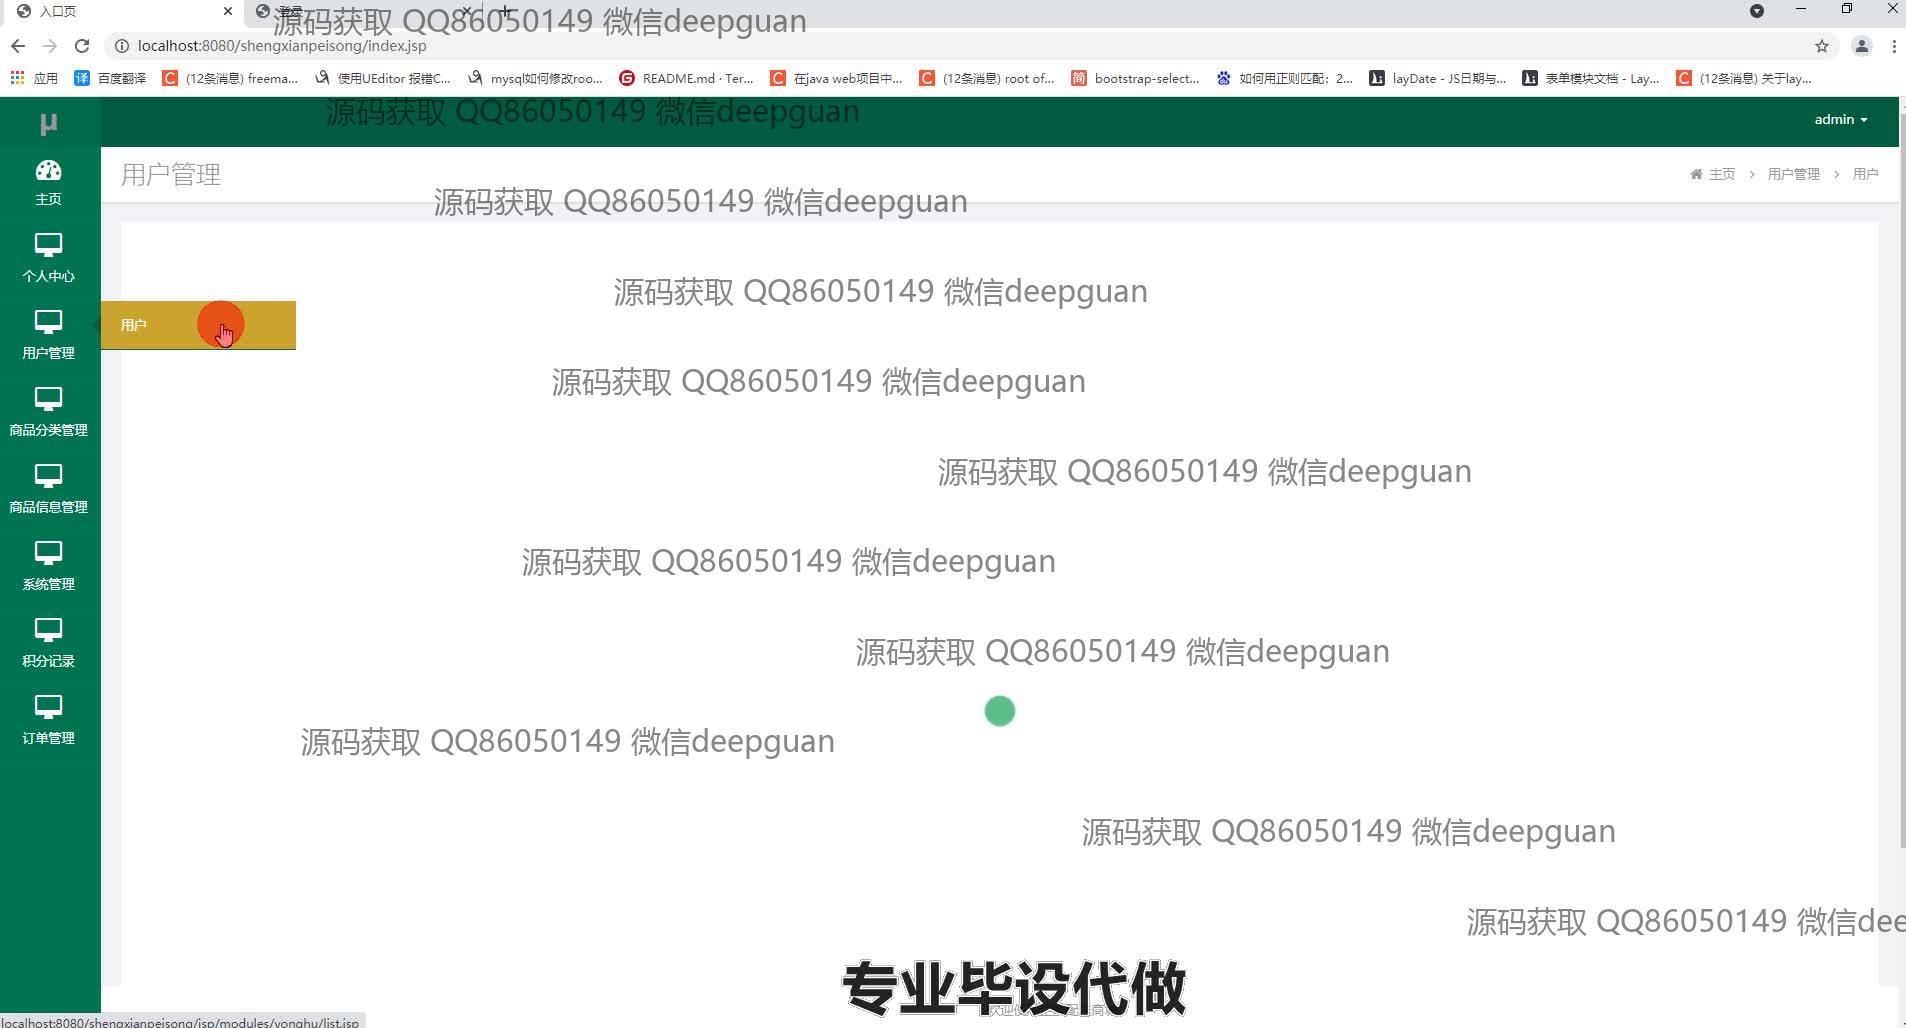 入口页
登录
源码获取 QQ86050149 微信deepguan
localhost:8080/shengxianpeisong/index.jsp
应用 百度翻译 (12条消息) freema... 使用UEditor 报错C... mysql如何修改roo... README.md · Ter... 在java web项目中... (12条消息) root of... bootstrap-select... 如何用正则匹配：2... layDate - JS日期与... 表单模块文档 - Lay... (12条消息) 关于lay...
源码获取 QQ86050149 微信deepguan
μ
admin
主页
用户管理
主页 > 用户管理 > 用户
源码获取 QQ86050149 微信deepguan
个人中心
源码获取 QQ86050149 微信deepguan
用户
用户管理
源码获取 QQ86050149 微信deepguan
商品分类管理
源码获取 QQ86050149 微信deepguan
商品信息管理
源码获取 QQ86050149 微信deepguan
系统管理
源码获取 QQ86050149 微信deepguan
积分记录
源码获取 QQ86050149 微信deepguan
订单管理
源码获取 QQ86050149 微信deepguan
源码获取 QQ86050149 微信dee
专业毕设代做
localhost:8080/shengxianpeisong/jsp/modules/yonghu/list.jsp